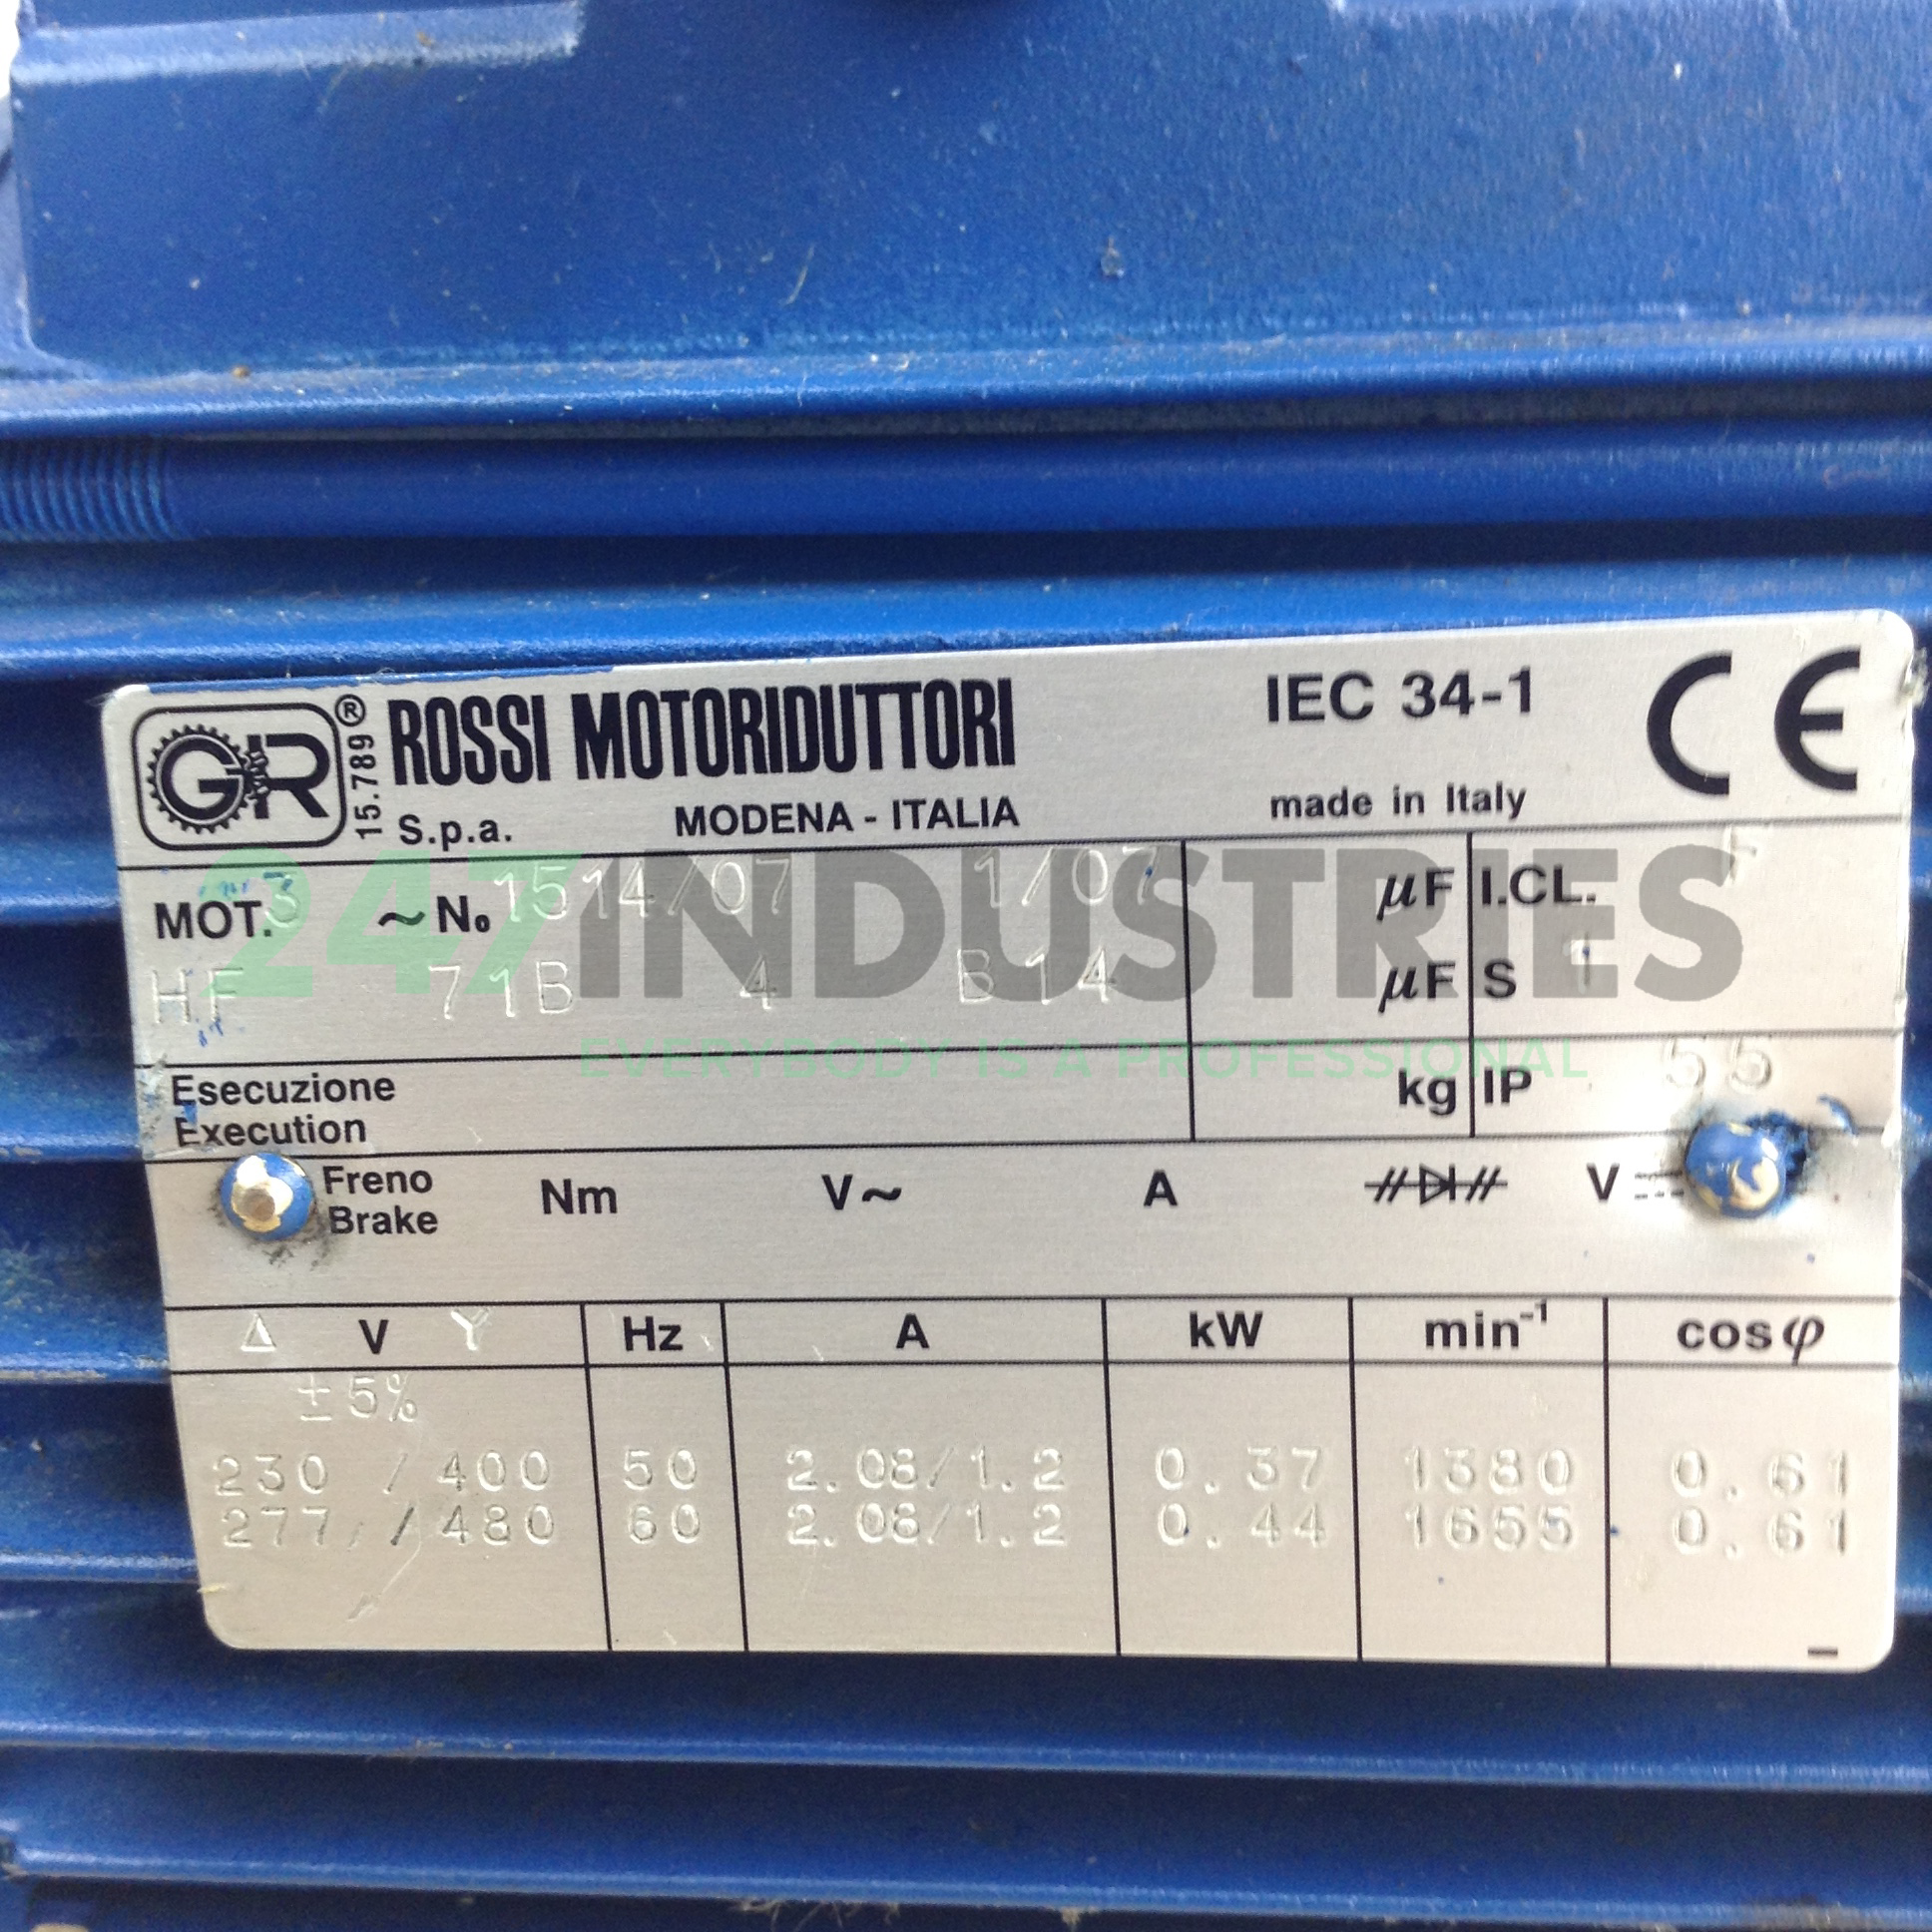 GR ® 15.789 ROSSI MOTORIDUTTORI IEC 34-1 CE
S.p.a. MODENA - ITALIA made in Italy
MOT. 3 ~ No 1514/07 1/07 µF I.CL. F
247INDUSTRIES
HF 71B 4 B14 µF S 1
EVERYBODY IS A PROFESSIONAL
Esecuzione
Execution kg IP 55
Freno
Brake Nm V~ A V
Δ V Y Hz A kW min-1 cosφ
±5%
230 / 400 50 2.08/1.2 0.37 1380 0.61
277 / 480 60 2.08/1.2 0.44 1655 0.61